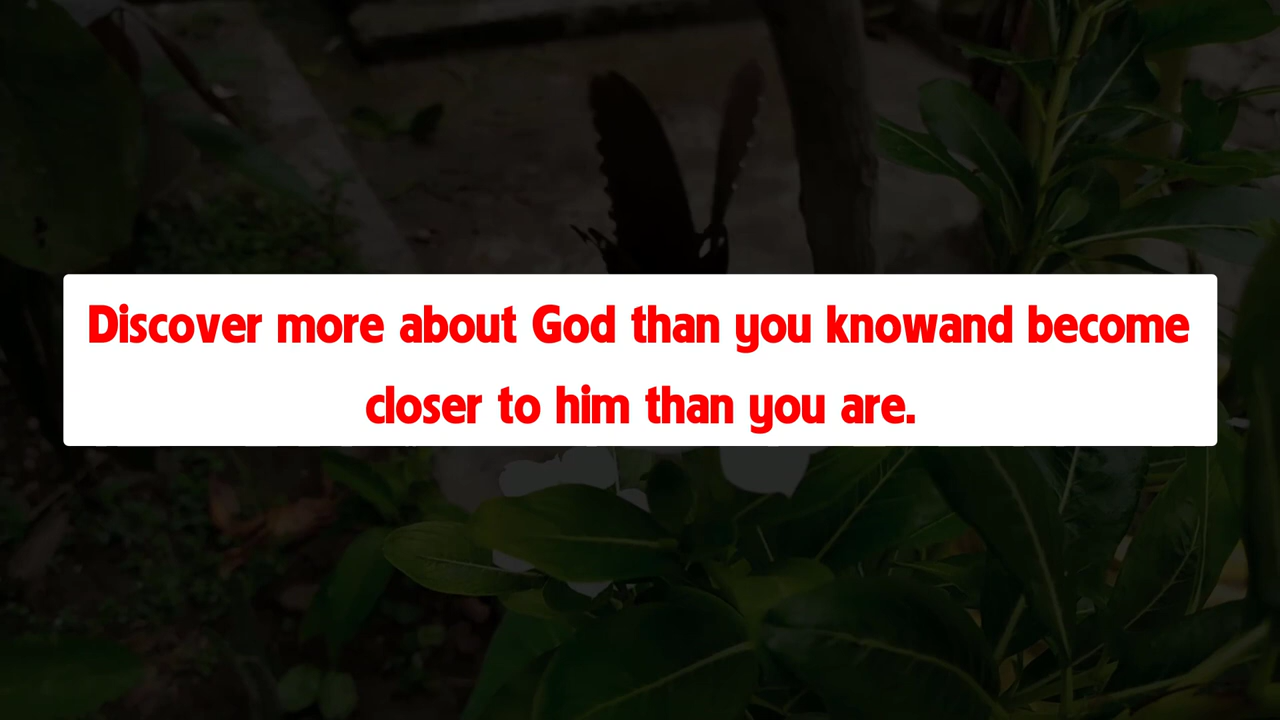 Discover more about God than you knowand become
closer to him than you are.